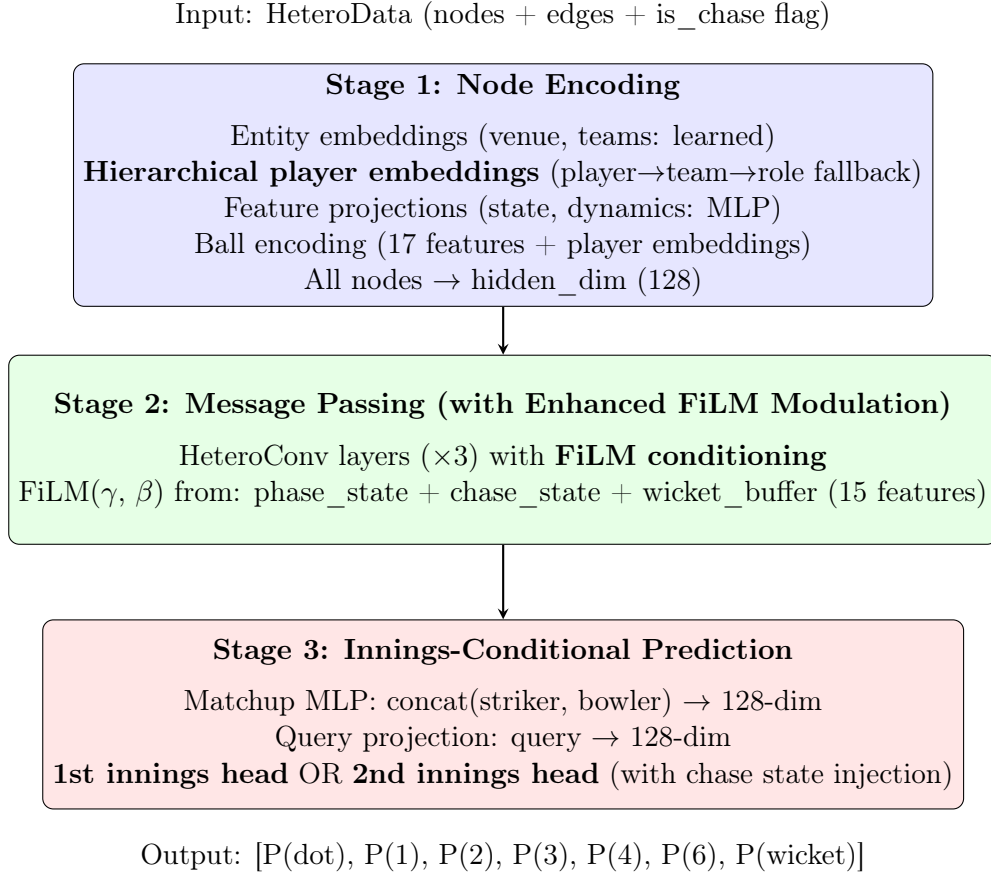 Input: HeteroData (nodes + edges + is_chase flag)
Stage 1: Node Encoding
Entity embeddings (venue, teams: learned)
Hierarchical player embeddings (player→team→role fallback)
Feature projections (state, dynamics: MLP)
Ball encoding (17 features + player embeddings)
All nodes → hidden_dim (128)
Stage 2: Message Passing (with Enhanced FiLM Modulation)
HeteroConv layers (×3) with FiLM conditioning
FiLM(γ, β) from: phase_state + chase_state + wicket_buffer (15 features)
Stage 3: Innings-Conditional Prediction
Matchup MLP: concat(striker, bowler) → 128-dim
Query projection: query → 128-dim
1st innings head OR 2nd innings head (with chase state injection)
Output: [P(dot), P(1), P(2), P(3), P(4), P(6), P(wicket)]